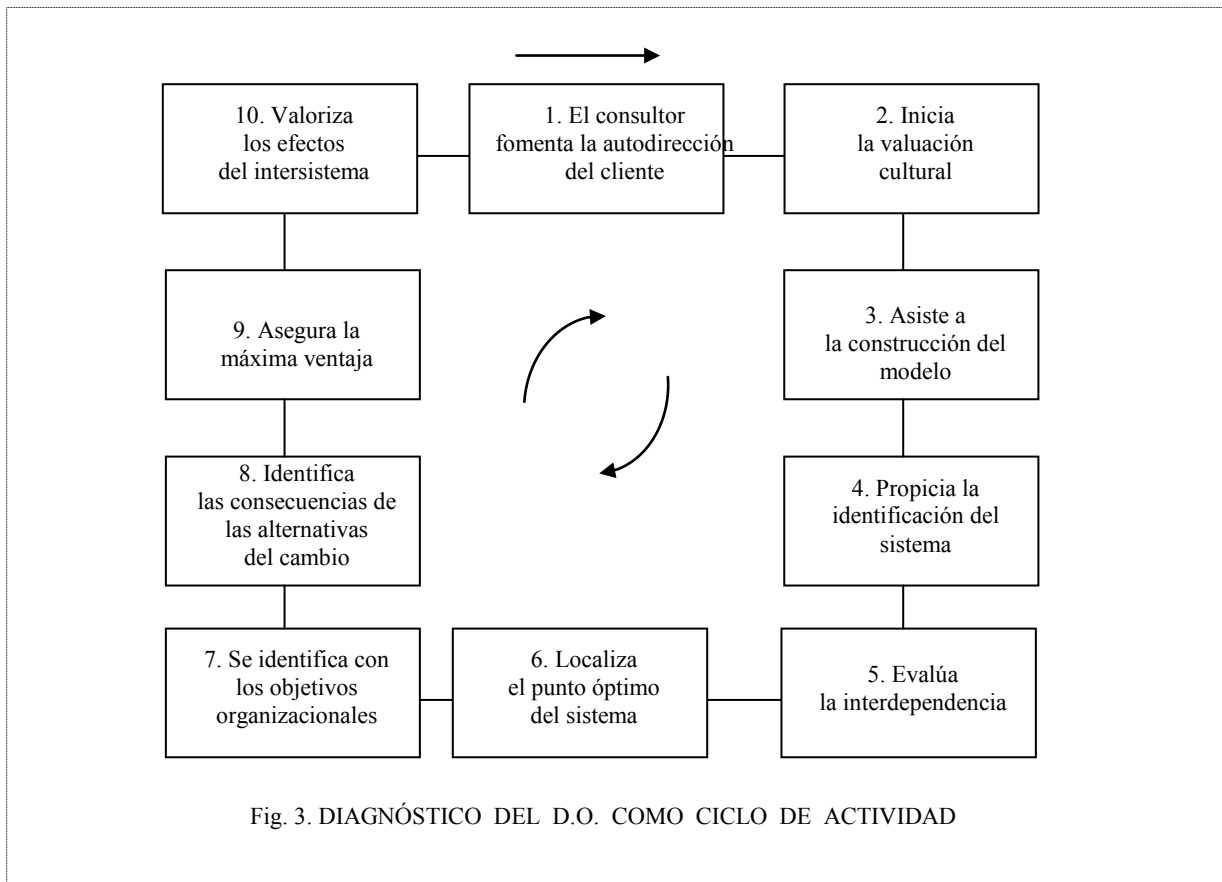 10. Valoriza
los efectos
del intersistema
1. El consultor
fomenta la autodirección
del cliente
2. Inicia
la valuación
cultural
3. Asiste a
la construcción del
modelo
4. Propicia la
identificación del
sistema
5. Evalúa
la interdependencia
6. Localiza
el punto óptimo
del sistema
7. Se identifica con
los objetivos
organizacionales
8. Identifica
las consecuencias de
las alternativas
del cambio
9. Asegura la
máxima ventaja
Fig. 3. DIAGNÓSTICO DEL D.O. COMO CICLO DE ACTIVIDAD